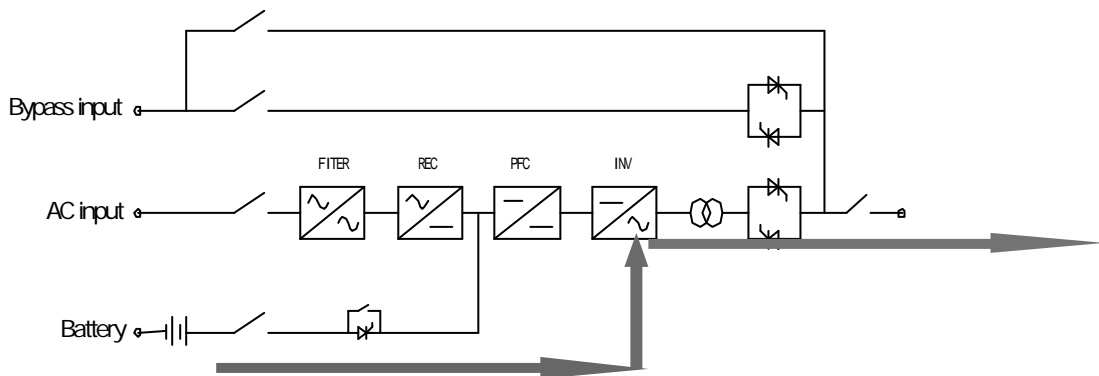 Bypass input
FITER REC PFC INV
AC input
Battery